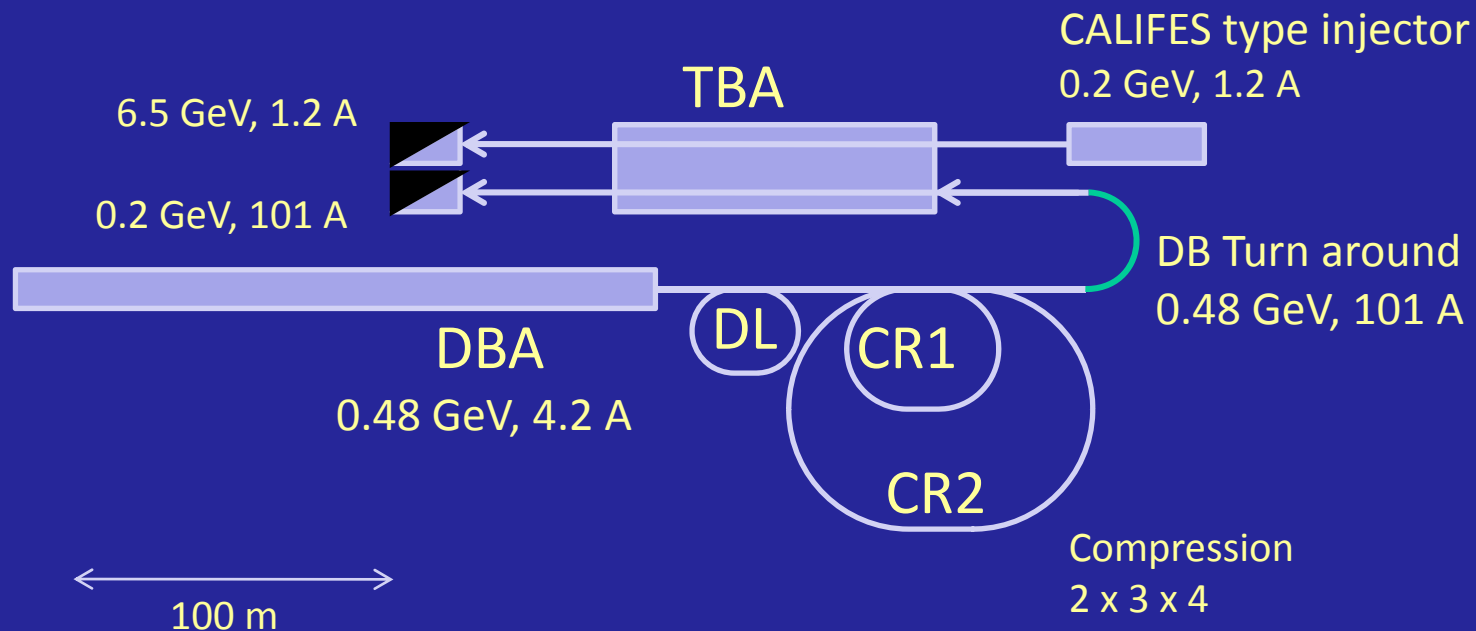 CALIFES type injector
0.2 GeV, 1.2 A
TBA
6.5 GeV, 1.2 A
0.2 GeV, 101 A
DB Turn around
0.48 GeV, 101 A
DBA
0.48 GeV, 4.2 A
DL
CR1
CR2
Compression
2 x 3 x 4
100 m